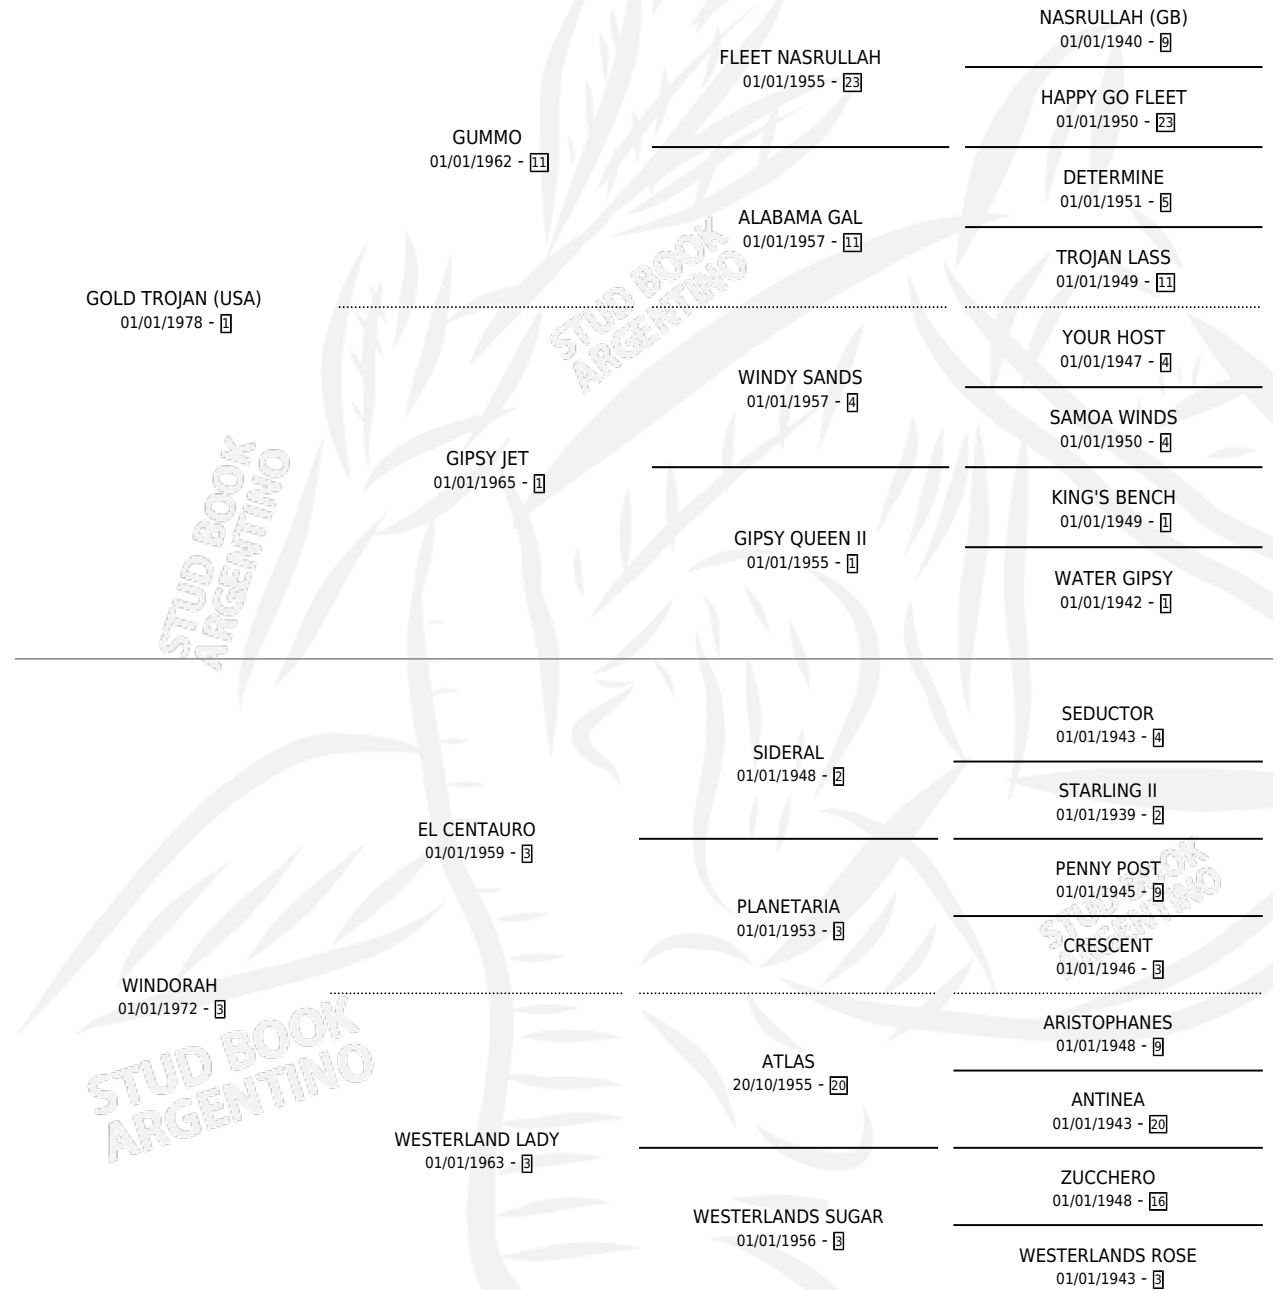 NASRULLAH (GB)
01/01/1940 - 9
FLEET NASRULLAH
01/01/1955 - 23
HAPPY GO FLEET
01/01/1950 - 23
GUMMO
01/01/1962 - 11
DETERMINE
01/01/1951 - 5
ALABAMA GAL
01/01/1957 - 11
TROJAN LASS
01/01/1949 - 11
GOLD TROJAN (USA)
01/01/1978 - 1
YOUR HOST
01/01/1947 - 4
WINDY SANDS
01/01/1957 - 4
SAMOA WINDS
01/01/1950 - 4
GIPSY JET
01/01/1965 - 1
KING'S BENCH
01/01/1949 - 1
GIPSY QUEEN II
01/01/1955 - 1
WATER GIPSY
01/01/1942 - 1
SEDUCTOR
01/01/1943 - 4
SIDERAL
01/01/1948 - 2
STARLING II
01/01/1939 - 2
EL CENTAURO
01/01/1959 - 3
PENNY POST
01/01/1945 - 9
PLANETARIA
01/01/1953 - 3
CRESCENT
01/01/1946 - 3
WINDORAH
01/01/1972 - 3
ARISTOPHANES
01/01/1948 - 9
ATLAS
20/10/1955 - 20
ANTINEA
01/01/1943 - 20
WESTERLAND LADY
01/01/1963 - 3
ZUCCHERO
01/01/1948 - 16
WESTERLANDS SUGAR
01/01/1956 - 3
WESTERLANDS ROSE
01/01/1943 - 3
STUD BOOK
ARGENTINO
STUD BOOK
ARGENTINO
STUD BOOK
ARGENTINO
STUD BOOK
ARGENTINO